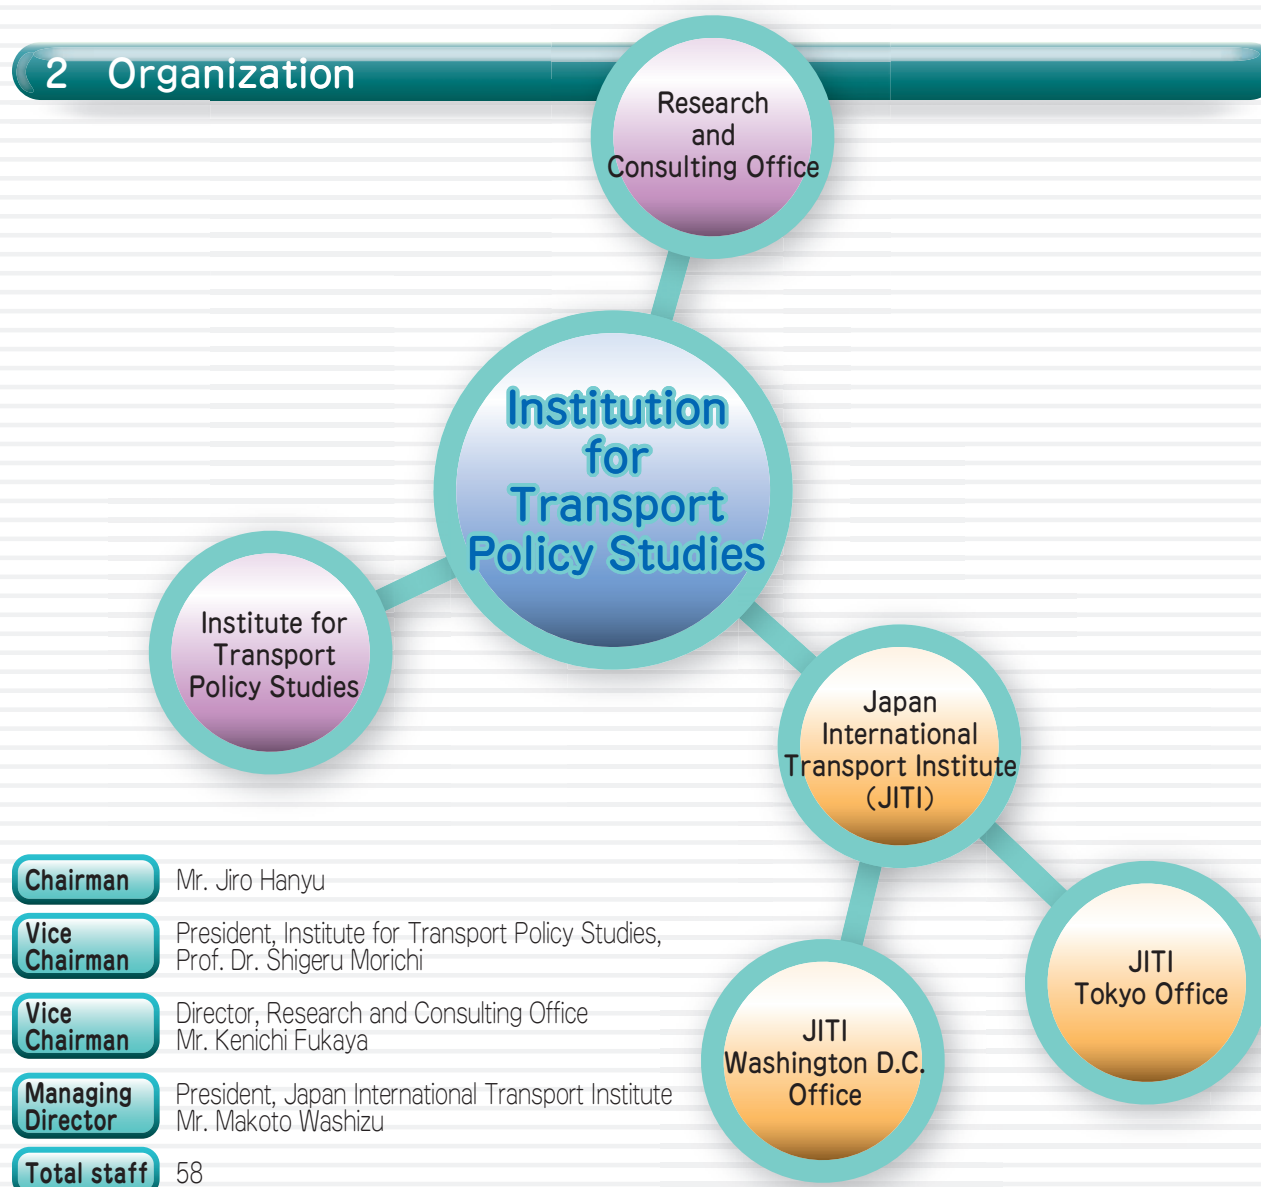 2 Organization
Research
and
Consulting Office
Institution
for
Transport
Policy Studies
Institute for
Transport
Policy Studies
Japan
International
Transport Institute
(JITI)
JITI
Tokyo Office
JITI
Washington D.C.
Office
Chairman Mr. Jiro Hanyu
Vice
Chairman
President, Institute for Transport Policy Studies,
Prof. Dr. Shigeru Morichi
Vice
Chairman
Director, Research and Consulting Office
Mr. Kenichi Fukaya
Managing
Director
President, Japan International Transport Institute
Mr. Makoto Washizu
Total staff 58